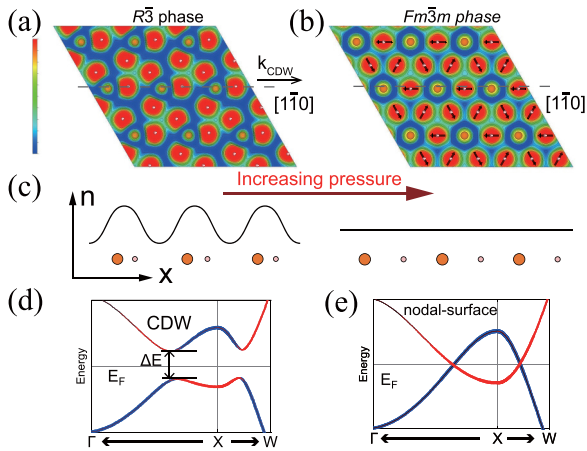 (a)
R3̅ phase
k_CDW
[11̅0]
(b)
Fm3̅m phase
[11̅0]
(c)
Increasing pressure
n
x
(d)
CDW
ΔE
E_F
Energy
Γ
X
W
(e)
nodal-surface
E_F
Energy
Γ
X
W